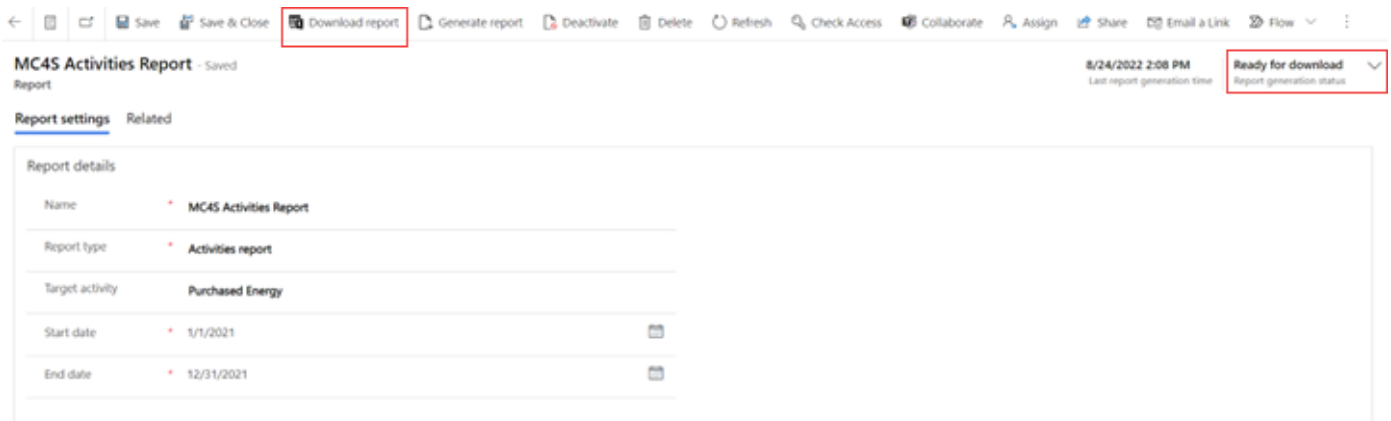 Save Save & Close Download report Generate report Deactivate Delete Refresh Check Access Collaborate Assign Share Email a Link Flow
MC4S Activities Report - Saved
Report
8/24/2022 2:08 PM
Last report generation time
Ready for download
Report generation status
Report settings Related
Report details
Name * MC4S Activities Report
Report type * Activities report
Target activity Purchased Energy
Start date * 1/1/2021
End date * 12/31/2021